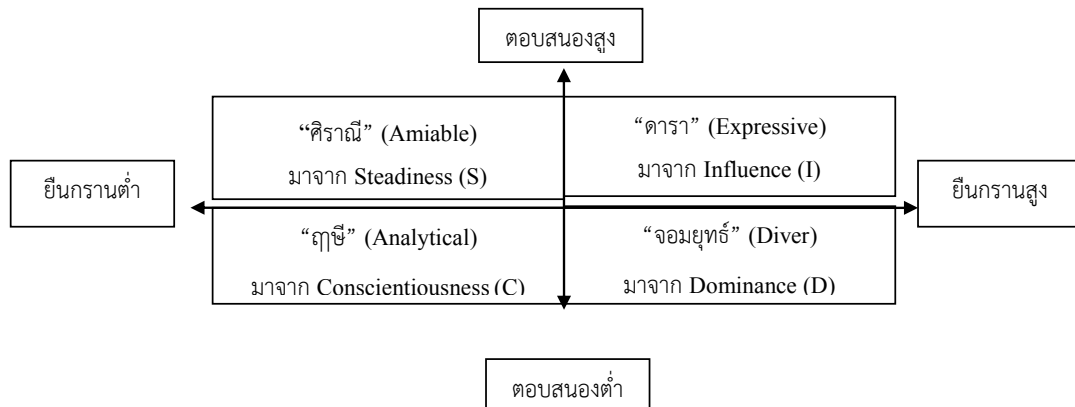 ตอบสนองสูง
“ศิราณี” (Amiable)
มาจาก Steadiness (S)
“ดารา” (Expressive)
มาจาก Influence (I)
ยืนกรานต่ำ
ยืนกรานสูง
“ฤๅษี” (Analytical)
มาจาก Conscientiousness (C)
“จอมยุทธ์” (Diver)
มาจาก Dominance (D)
ตอบสนองต่ำ